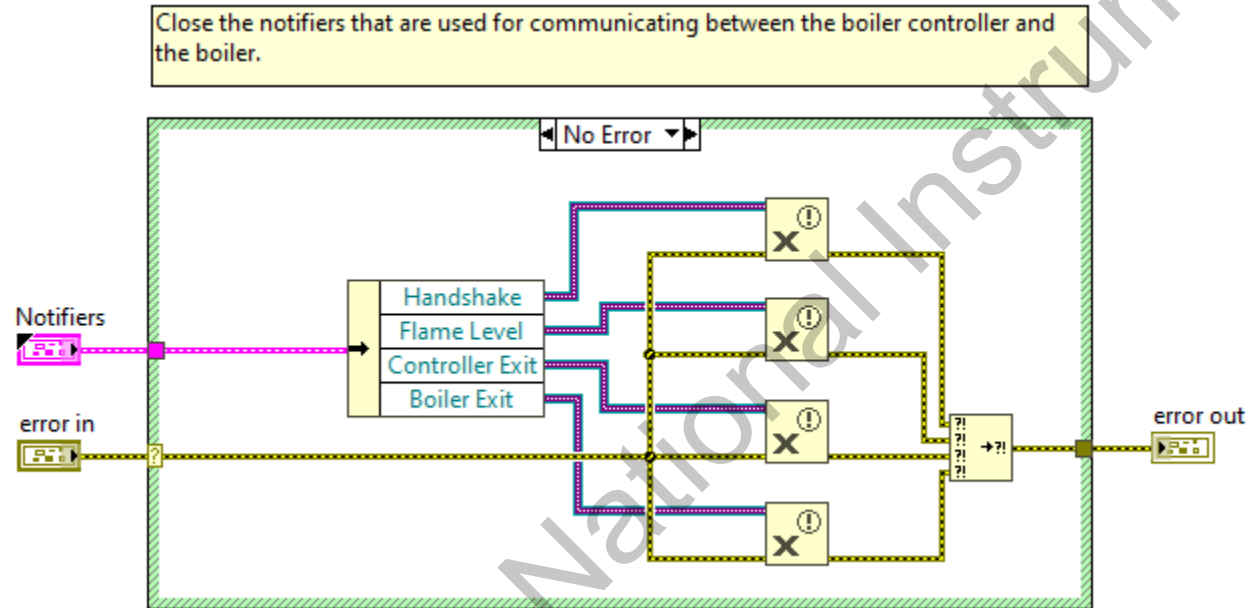 Close the notifiers that are used for communicating between the boiler controller and
the boiler.
No Error
Handshake
Flame Level
Controller Exit
Boiler Exit
Notifiers
error in
error out
?
?!
?!
?!
?!
→?!
National Instrum